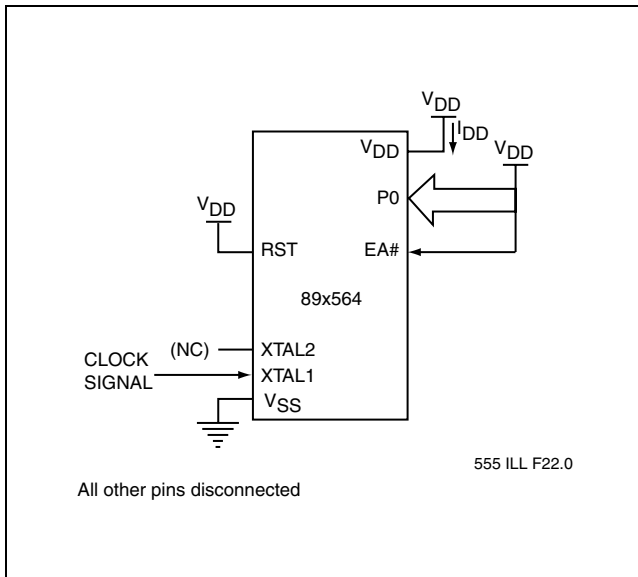 VDD
IDD
VDD
VDD
P0
VDD
RST
EA#
89x564
(NC)
XTAL2
CLOCK
SIGNAL
XTAL1
VSS
555 ILL F22.0
All other pins disconnected